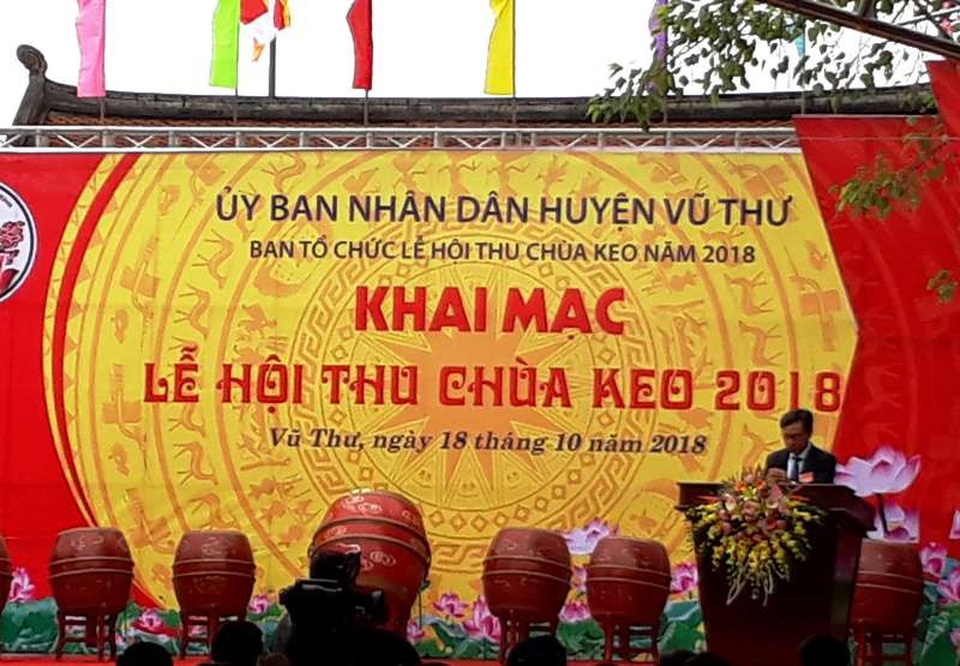 ỦY BAN NHÂN DÂN HUYỆN VŨ THƯ
BAN TỔ CHỨC LỄ HỘI THU CHÙA KEO NĂM 2018
KHAI MẠC
LỄ HỘI THU CHÙA KEO 2018
Vũ Thư, ngày 18 tháng 10 năm 2018